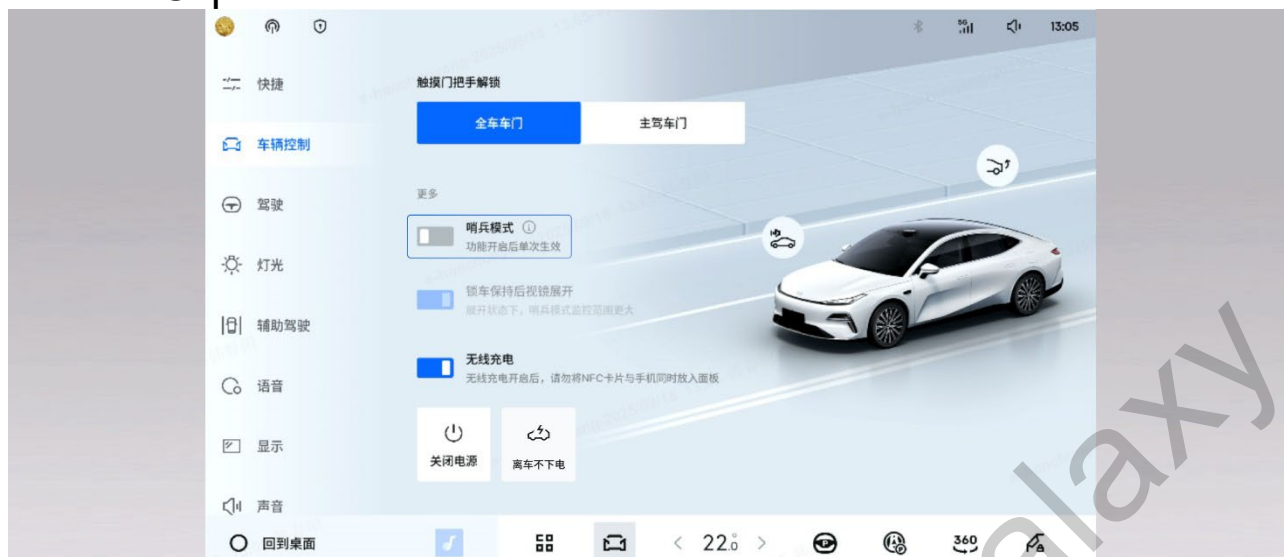 5G
13:05
快捷
车辆控制
驾驶
灯光
辅助驾驶
语音
显示
声音
触摸门把手解锁
全车车门
主驾车门
更多
哨兵模式
功能开启后单次生效
锁车保持后视镜展开
展开状态下，哨兵模式监控范围更大
无线充电
无线充电开启后，请勿将NFC卡片与手机同时放入面板
关闭电源
离车不下电
回到桌面
22.0
360
alaxy